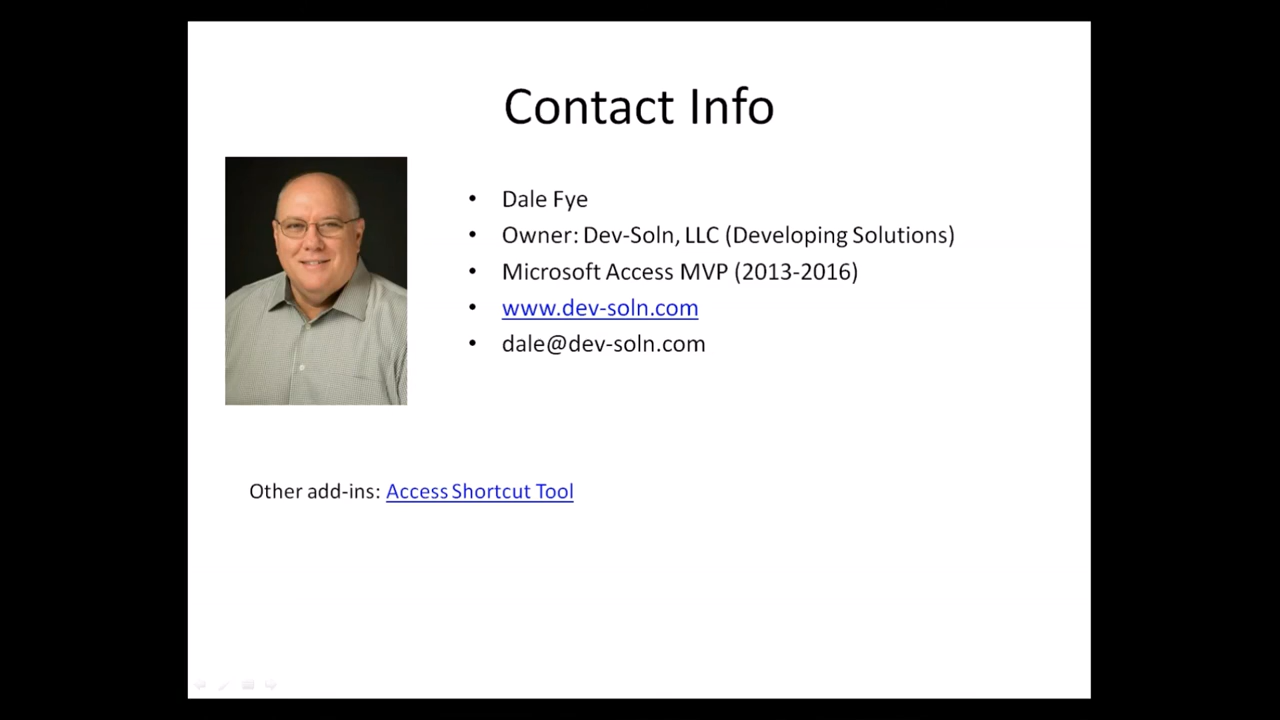 Contact Info
• Dale Fye
• Owner: Dev-Soln, LLC (Developing Solutions)
• Microsoft Access MVP (2013-2016)
• www.dev-soln.com
• dale@dev-soln.com
Other add-ins: Access Shortcut Tool